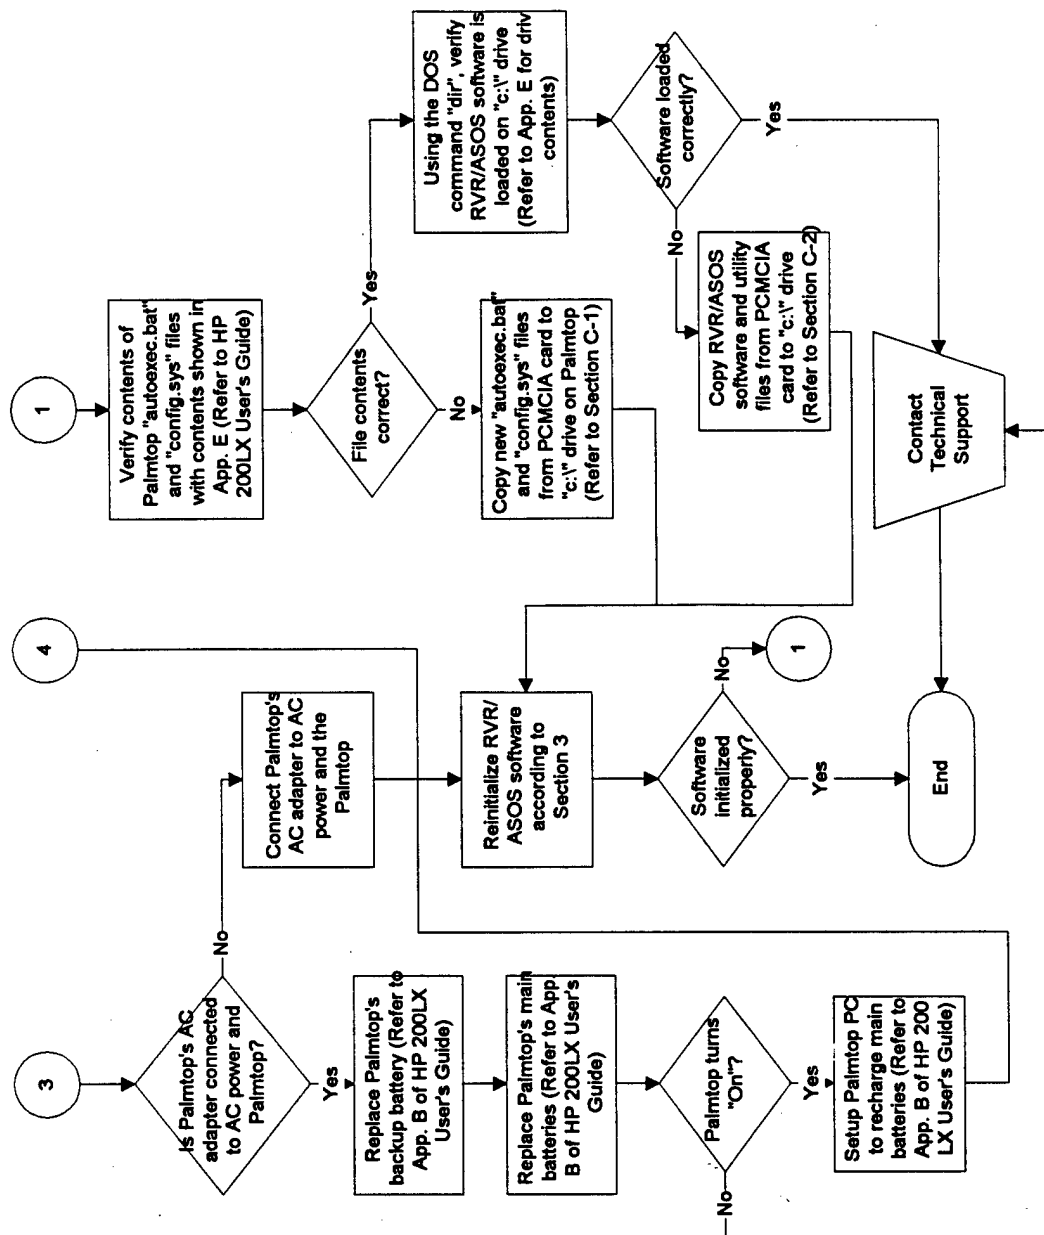 3
Is Palmtop's AC
adapter connected
to AC power and
Palmtop?
No
Yes
Connect Palmtop's
AC adapter to AC
power and the
Palmtop
Replace Palmtop's
backup battery (Refer to
App. B of HP 200LX
User's Guide)
Replace Palmtop's main
batteries (Refer to App.
B of HP 200LX User's
Guide)
Palmtop turns
"On"?
No
Yes
Setup Palmtop PC
to recharge main
batteries (Refer to
App. B of HP 200
LX User's Guide)
4
Reinitialize RVR/
ASOS software
according to
Section 3
Software
initialized
properly?
No
1
Yes
End
1
Verify contents of
Palmtop "autoexec.bat"
and "config.sys" files
with contents shown in
App. E (Refer to HP
200LX User's Guide)
File contents
correct?
Yes
No
Copy new "autoexec.bat"
and "config.sys" files
from PCMCIA card to
"c:\" drive on Palmtop
(Refer to Section C-1)
Using the DOS
command "dir", verify
RVR/ASOS software is
loaded on "c:\" drive
(Refer to App. E for driv
contents)
Software loaded
correctly?
No
Yes
Copy RVR/ASOS
software and utility
files from PCMCIA
card to "c:\" drive
(Refer to Section C-2)
Contact
Technical
Support